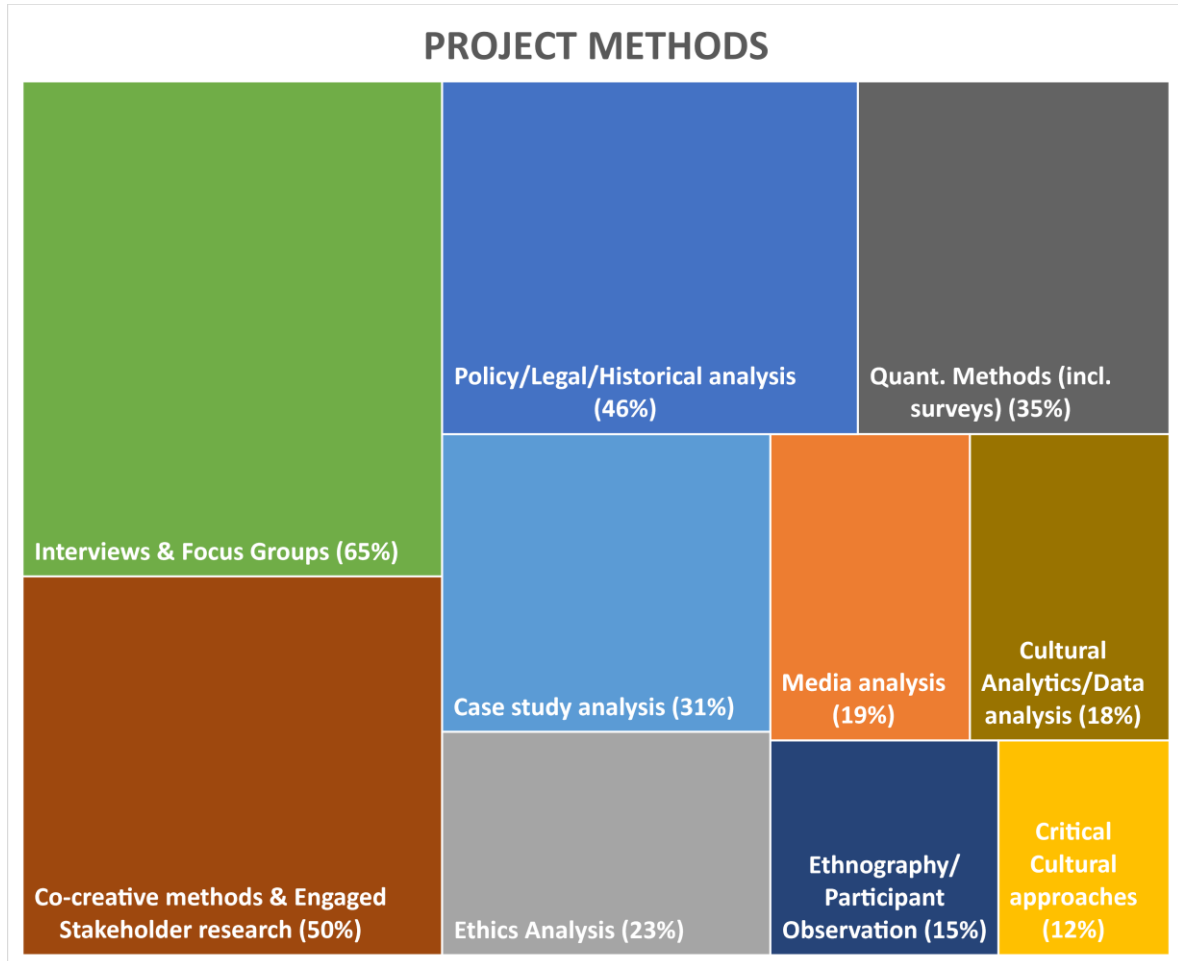 PROJECT METHODS
Interviews & Focus Groups (65%)
Co-creative methods & Engaged
Stakeholder research (50%)
Policy/Legal/Historical analysis
(46%)
Quant. Methods (incl.
surveys) (35%)
Case study analysis (31%)
Ethics Analysis (23%)
Media analysis
(19%)
Cultural
Analytics/Data
analysis (18%)
Ethnography/
Participant
Observation (15%)
Critical
Cultural
approaches
(12%)